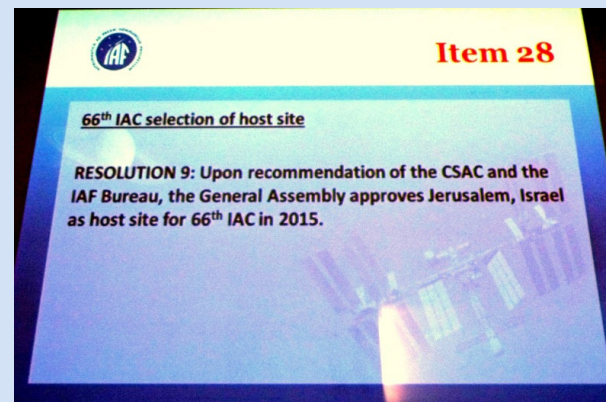 IAF
Item 28
66th IAC selection of host site
RESOLUTION 9: Upon recommendation of the CSAC and the
IAF Bureau, the General Assembly approves Jerusalem, Israel
as host site for 66th IAC in 2015.